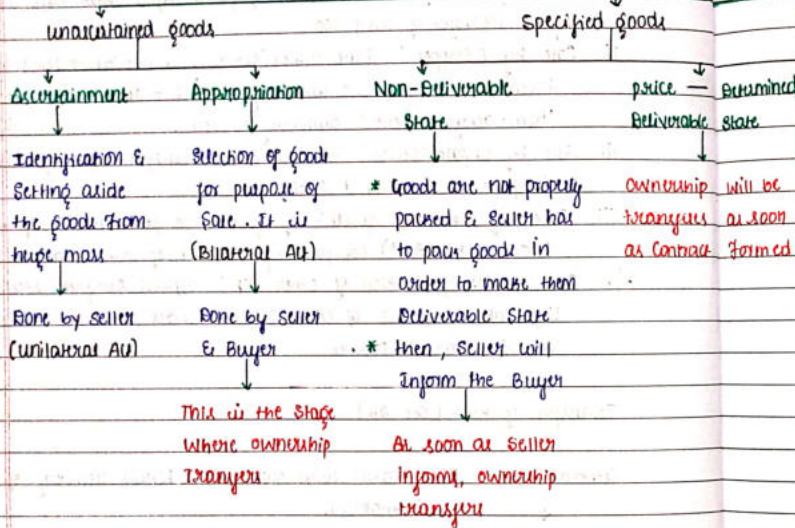 unascertained goods
Specified goods
Ascertainment
Identification &
Setting aside
the goods from
huge mass
Done by seller
(Unilateral Act)
Appropriation
Selection of goods
for purpose of
Sale. It is
(Bilateral Act)
Done by seller
& Buyer
This is the stage
where ownership
Transfers
Non-Deliverable
State
* Goods are not properly
packed & seller has
to pack goods in
order to make them
Deliverable State
* then, seller will
Inform the Buyer
As soon as seller
informs, ownership
transfers
price — Determined
Deliverable state
ownership will be
transfers as soon
as contract formed